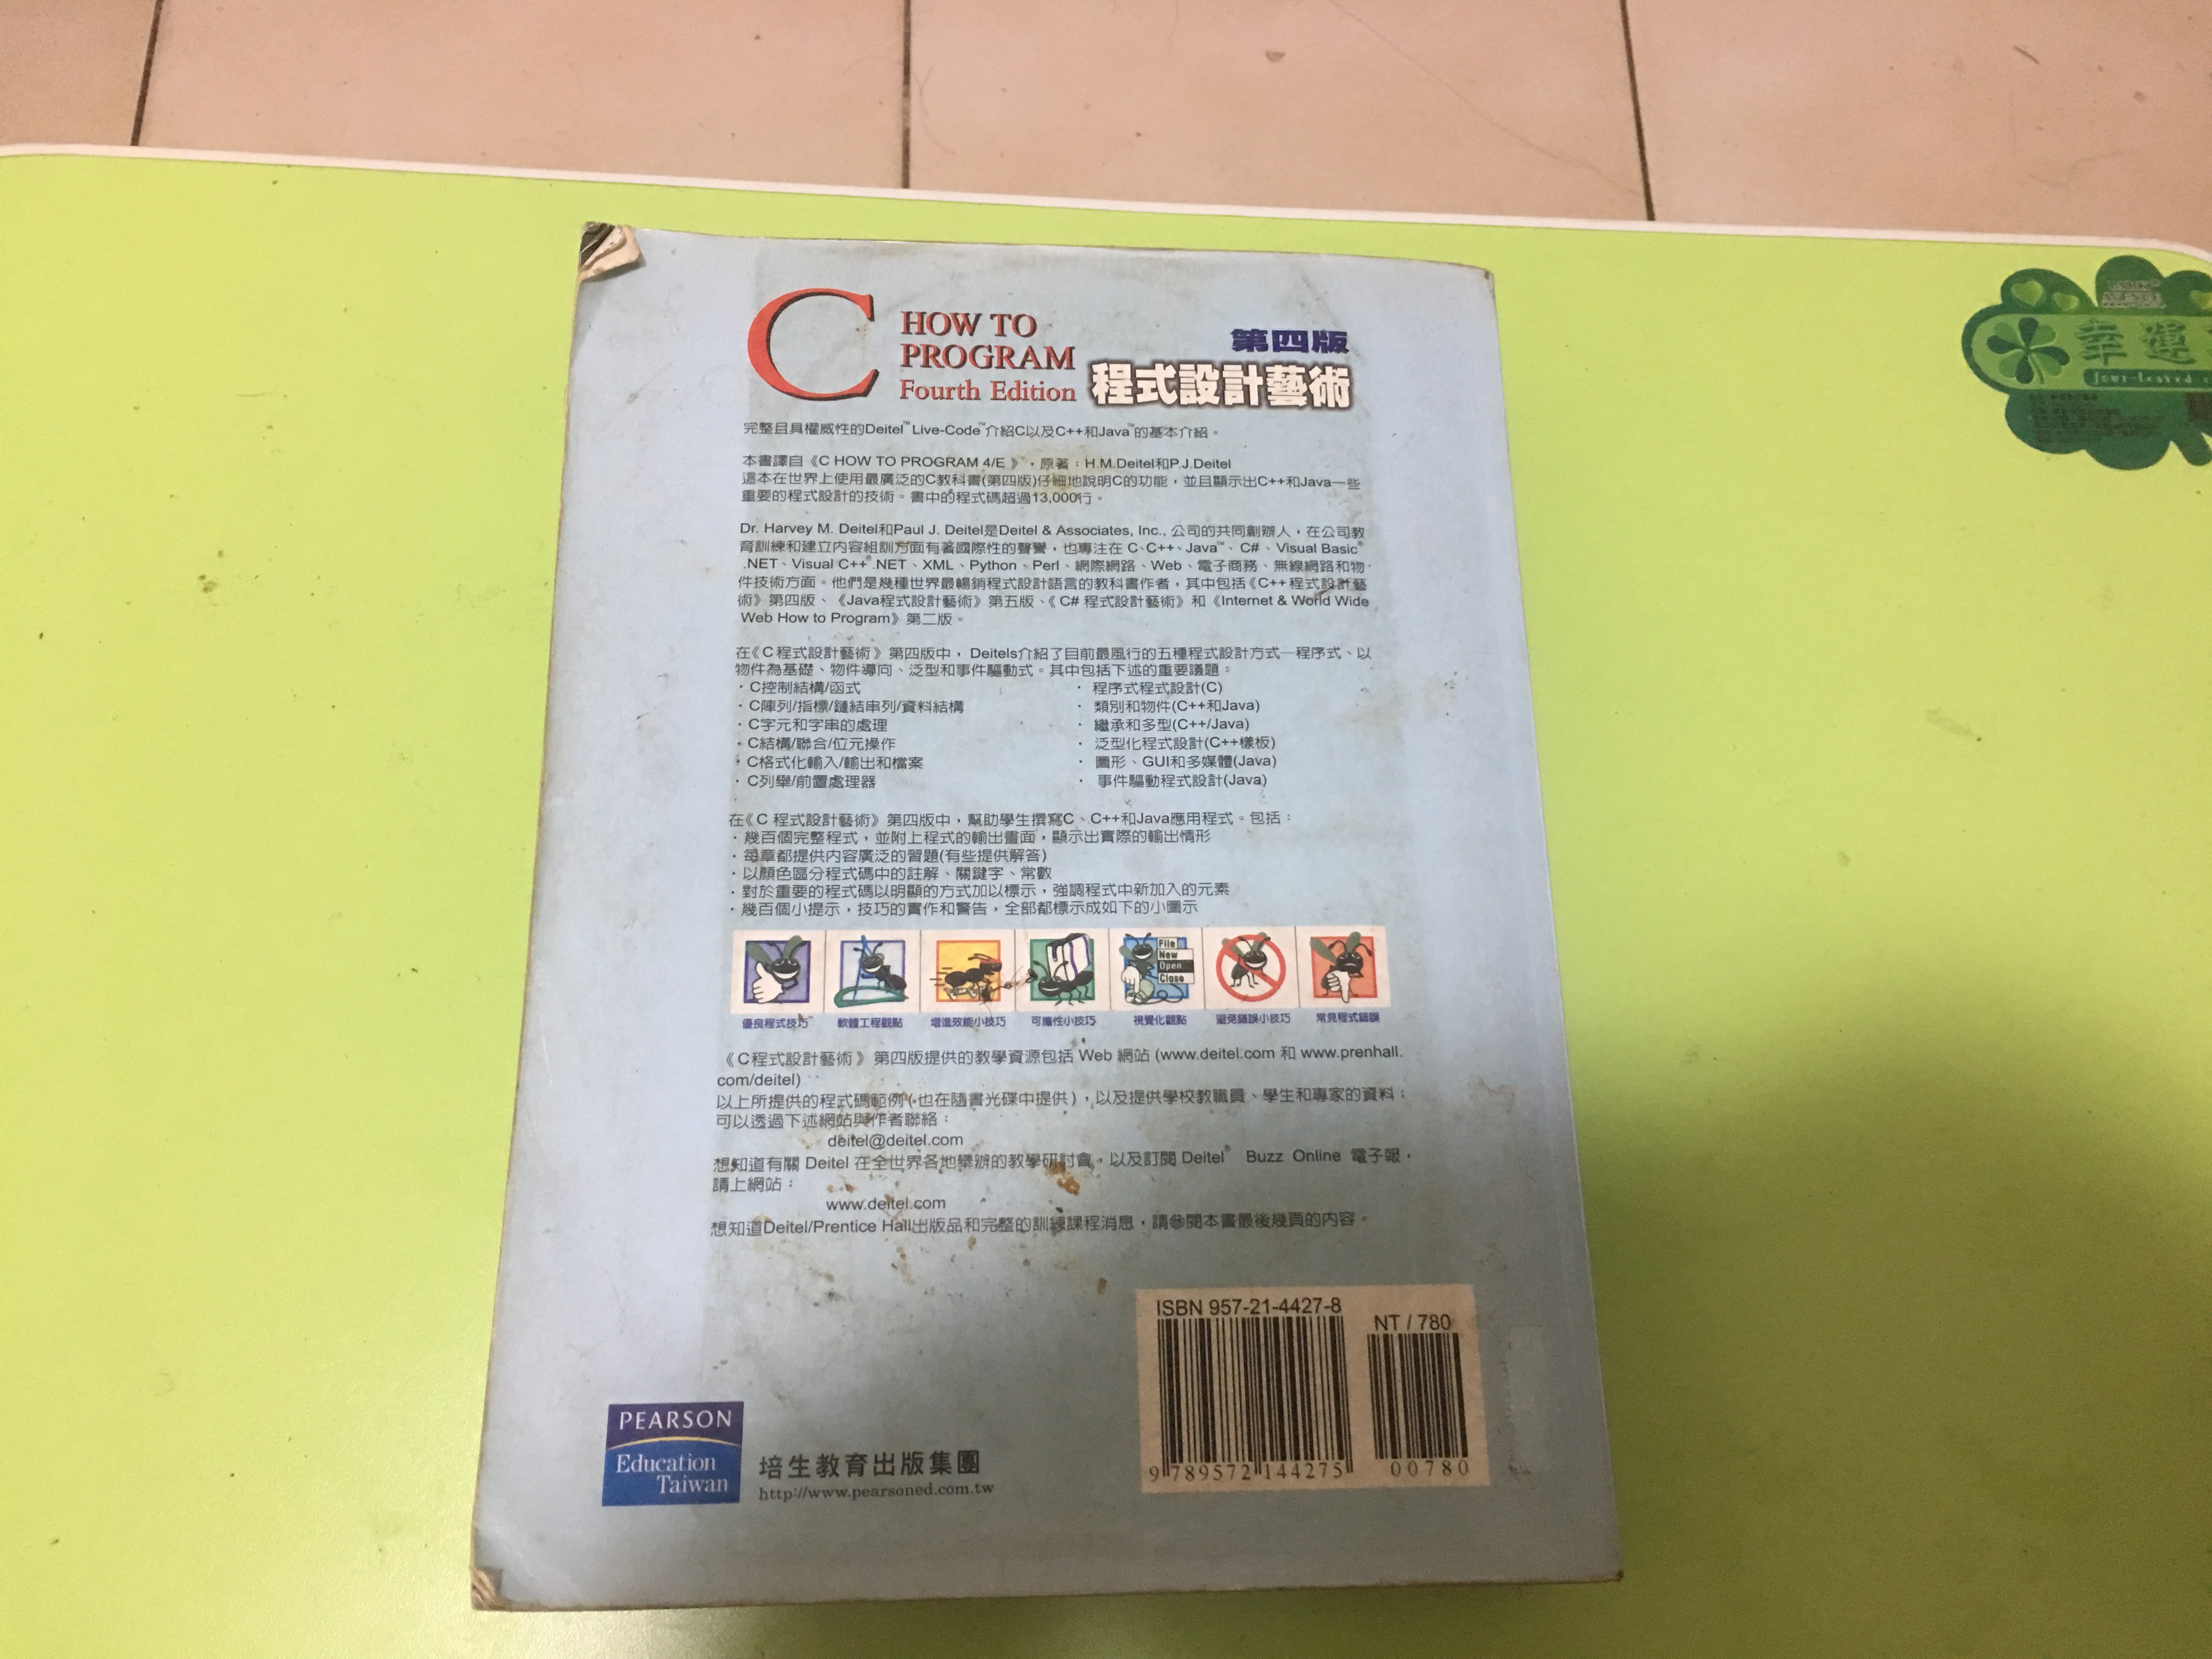 C HOW TO PROGRAM Fourth Edition
第四版
程式設計藝術
完整且具權威性的Deitel™ Live-Code™介紹C以及C++和Java™的基本介紹。
本書譯自《C HOW TO PROGRAM 4/E 》，原著：H.M.Deitel和P.J.Deitel
這本在世界上使用最廣泛的C教科書(第四版)仔細地說明C的功能，並且顯示出C++和Java一些
重要的程式設計的技術。書中的程式碼超過13,000行。
Dr. Harvey M. Deitel和Paul J. Deitel是Deitel & Associates, Inc., 公司的共同創辦人，在公司教
育訓練和建立內容組訓方面有著國際性的聲譽，也專注在 C、C++、Java™、 C#、Visual Basic®
.NET、Visual C++® .NET、XML、Python、Perl、網際網路、Web、電子商務、無線網路和物
件技術方面。他們是幾種世界最暢銷程式設計語言的教科書作者，其中包括《C++ 程式設計藝
術》第四版、《Java程式設計藝術》第五版、《 C# 程式設計藝術》和《Internet & World Wide
Web How to Program》第二版。
在《 C 程式設計藝術 》第四版中， Deitels介紹了目前最風行的五種程式設計方式—程序式、以
物件為基礎、物件導向、泛型和事件驅動式。其中包括下述的重要議題：
· C控制結構/函式
· C陣列/指標/鏈結串列/資料結構
· C字元和字串的處理
· C結構/聯合/位元操作
· C格式化輸入/輸出和檔案
· C列舉/前置處理器
· 程序式程式設計(C)
· 類別和物件(C++和Java)
· 繼承和多型(C++/Java)
· 泛型化程式設計(C++樣板)
· 圖形、GUI和多媒體(Java)
· 事件驅動程式設計(Java)
在《 C 程式設計藝術》第四版中，幫助學生撰寫C、C++和Java應用程式。包括：
· 幾百個完整程式，並附上程式的輸出畫面，顯示出實際的輸出情形
· 每章都提供內容廣泛的習題(有些提供解答)
· 以顏色區分程式碼中的註解、關鍵字、常數
· 對於重要的程式碼以明顯的方式加以標示，強調程式中新加入的元素
· 幾百個小提示，技巧的實作和警告，全部都標示成如下的小圖示
File
New
Open
Close
優良程式技巧™ 軟體工程觀點 增進效能小技巧 可攜性小技巧 視覺化觀點 避免錯誤小技巧 常見程式錯誤
《 C程式設計藝術 》 第四版提供的教學資源包括 Web 網站 (www.deitel.com 和 www.prenhall.
com/deitel)
以上所提供的程式碼範例 ( 也在隨書光碟中提供 )，以及提供學校教職員、學生和專家的資料；
可以透過下述網站與作者聯絡：
deitel@deitel.com
想知道有關 Deitel 在全世界各地舉辦的教學研討會，以及訂閱 Deitel® Buzz Online 電子報，
請上網站：
www.deitel.com
想知道Deitel/Prentice Hall出版品和完整的訓練課程消息，請參閱本書最後幾頁的內容。
ISBN 957-21-4427-8
NT / 780
9 789572 144275
00780
PEARSON
Education
Taiwan
培生教育出版集團
http://www.pearsoned.com.tw
幸運
four-leaved